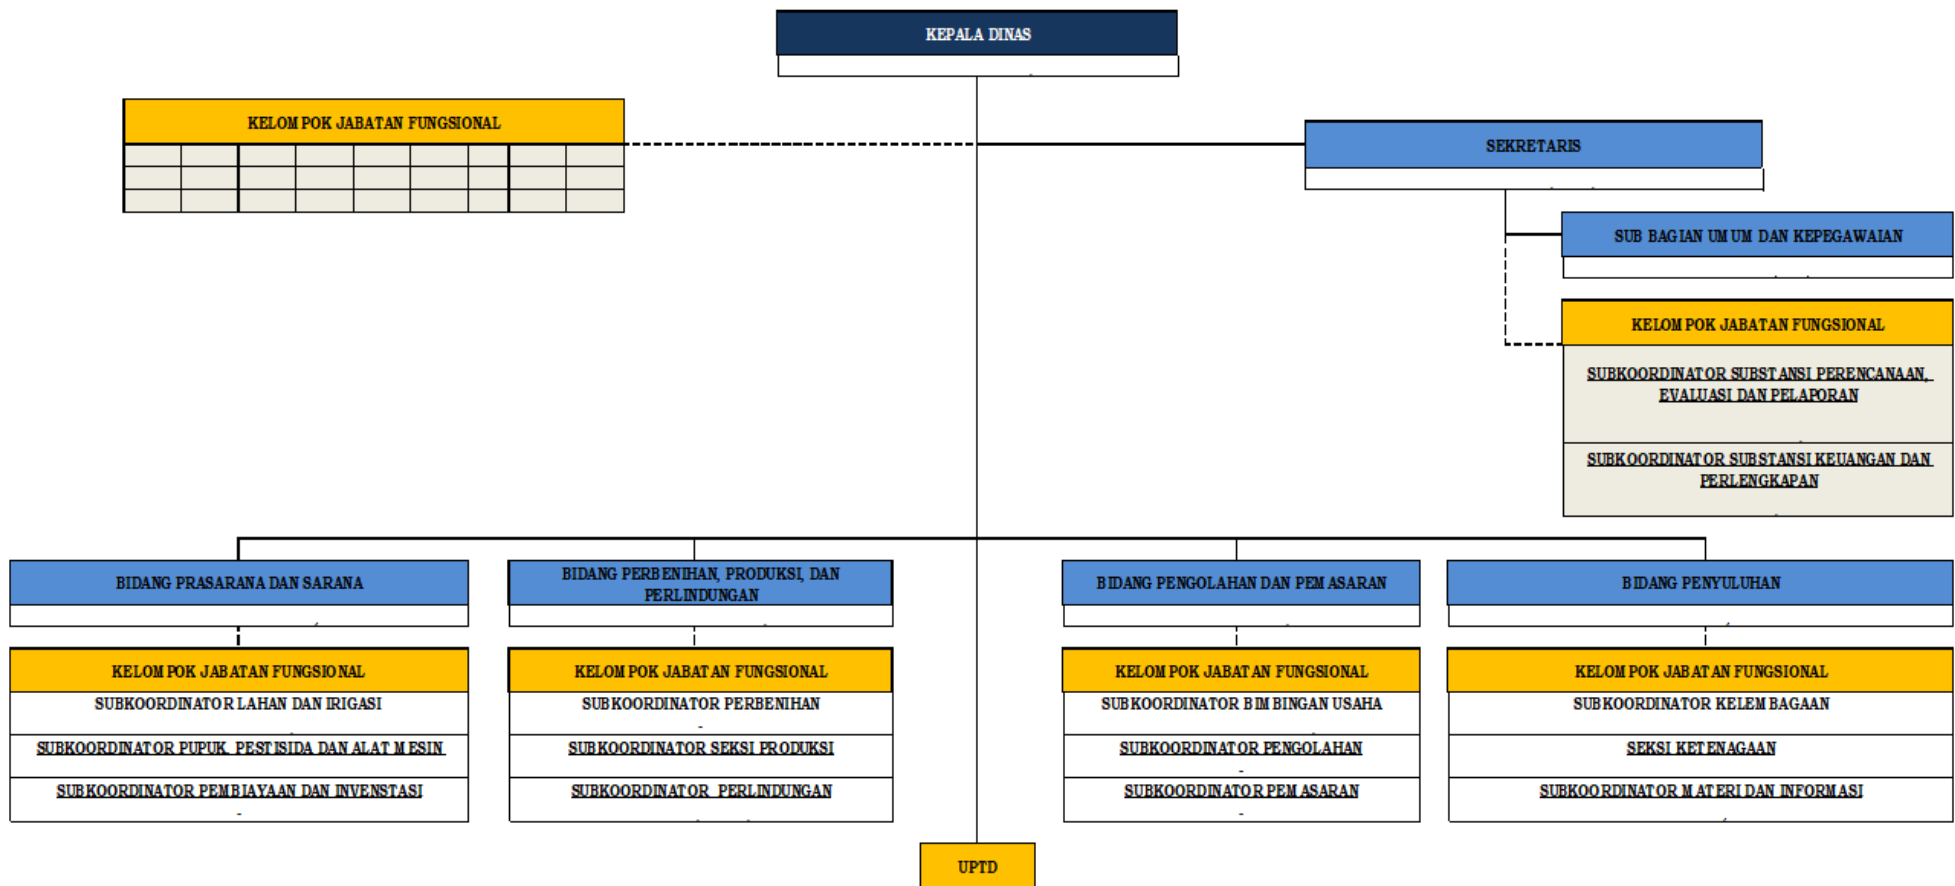 KEPALA DINAS
KELOMPOK JABATAN FUNGSIONAL
SEKRETARIS
SUB BAGIAN UMUM DAN KEPEGAWAIAN
KELOMPOK JABATAN FUNGSIONAL
SUBKOORDINATOR SUBSTANSI PERENCANAAN,
EVALUASI DAN PELAPORAN
SUBKOORDINATOR SUBSTANSI KEUANGAN DAN
PERLENGKAPAN
BIDANG PRASARANA DAN SARANA
KELOMPOK JABATAN FUNGSIONAL
SUBKOORDINATOR LAHAN DAN IRIGASI
SUBKOORDINATOR PUPUK, PESTISIDA DAN ALAT MESIN
SUBKOORDINATOR PEMBIAYAAN DAN INVENSTASI
-
BIDANG PERBENIHAN, PRODUKSI, DAN
PERLINDUNGAN
KELOMPOK JABATAN FUNGSIONAL
SUBKOORDINATOR PERBENIHAN
-
SUBKOORDINATOR SEKSI PRODUKSI
SUBKOORDINATOR PERLINDUNGAN
BIDANG PENGOLAHAN DAN PEMASARAN
KELOMPOK JABATAN FUNGSIONAL
SUBKOORDINATOR BIMBINGAN USAHA
SUBKOORDINATOR PENGOLAHAN
-
SUBKOORDINATOR PEMASARAN
-
BIDANG PENYULUHAN
KELOMPOK JABATAN FUNGSIONAL
SUBKOORDINATOR KELEMBAGAAN
SEKSI KETENAGAAN
SUBKOORDINATOR MATERI DAN INFORMASI
UPTD